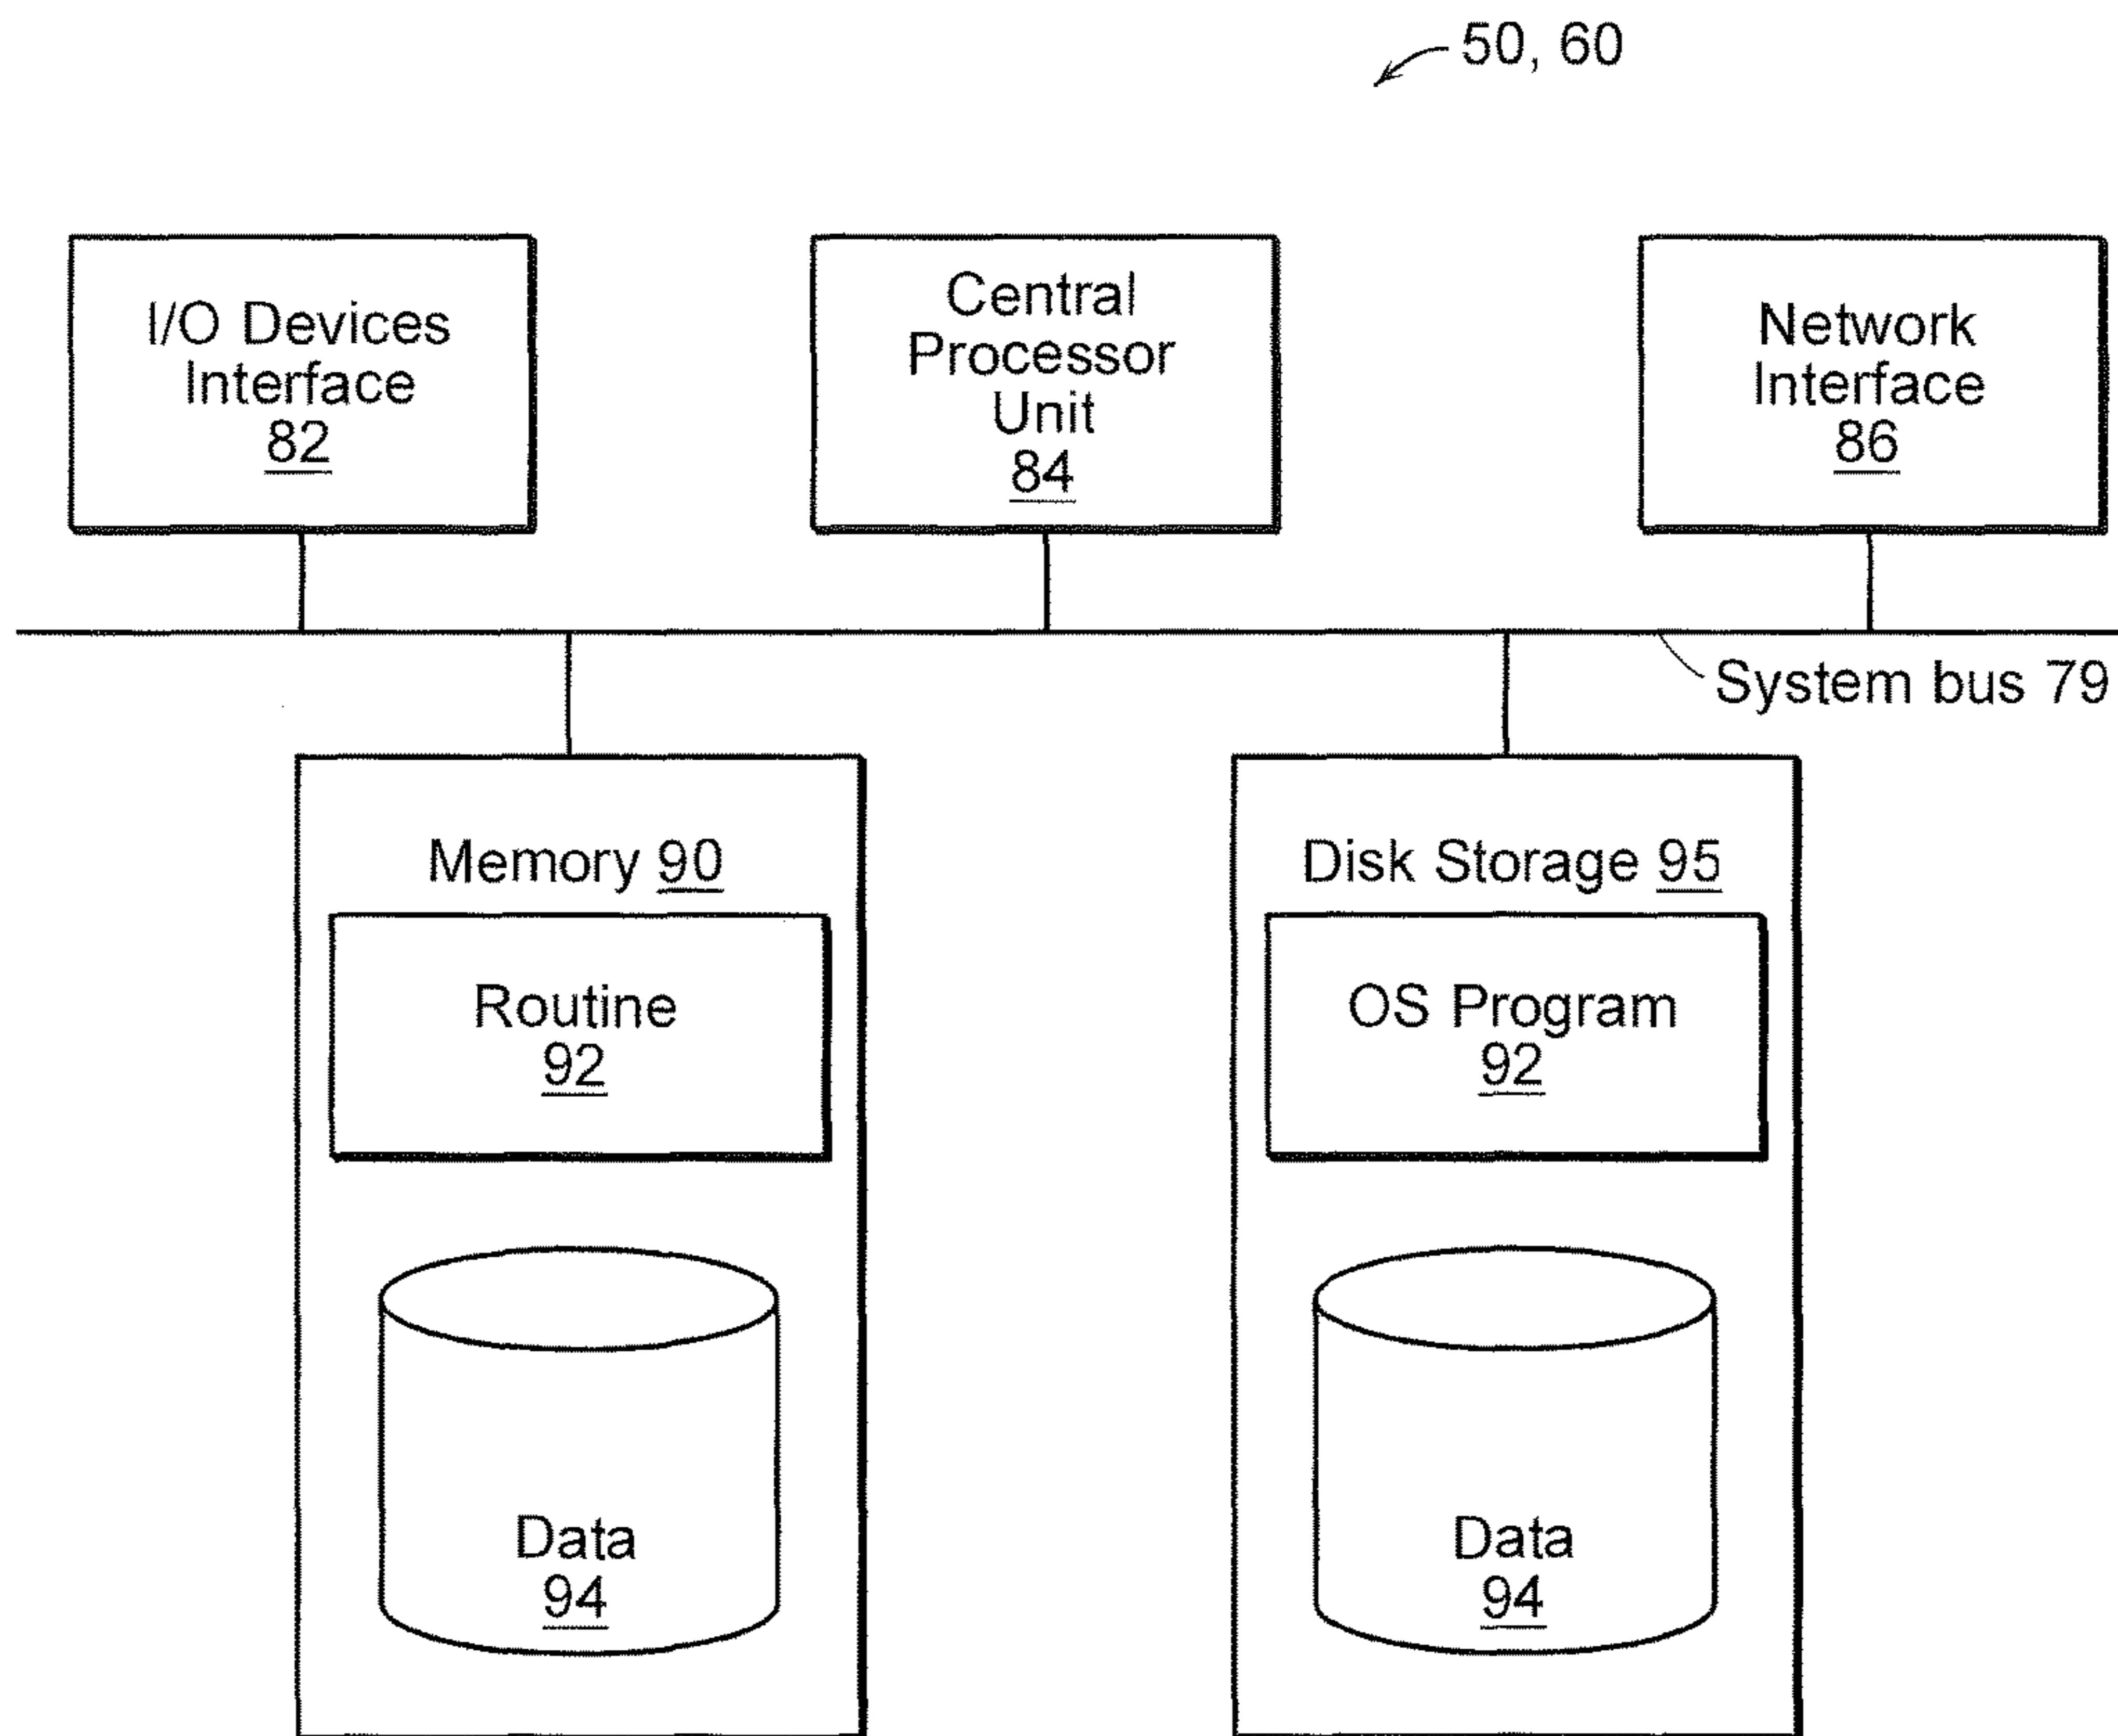 50, 60
I/O Devices
Interface
82
Central
Processor
Unit
84
Network
Interface
86
System bus 79
Memory 90
Routine
92
Data
94
Disk Storage 95
OS Program
92
Data
94